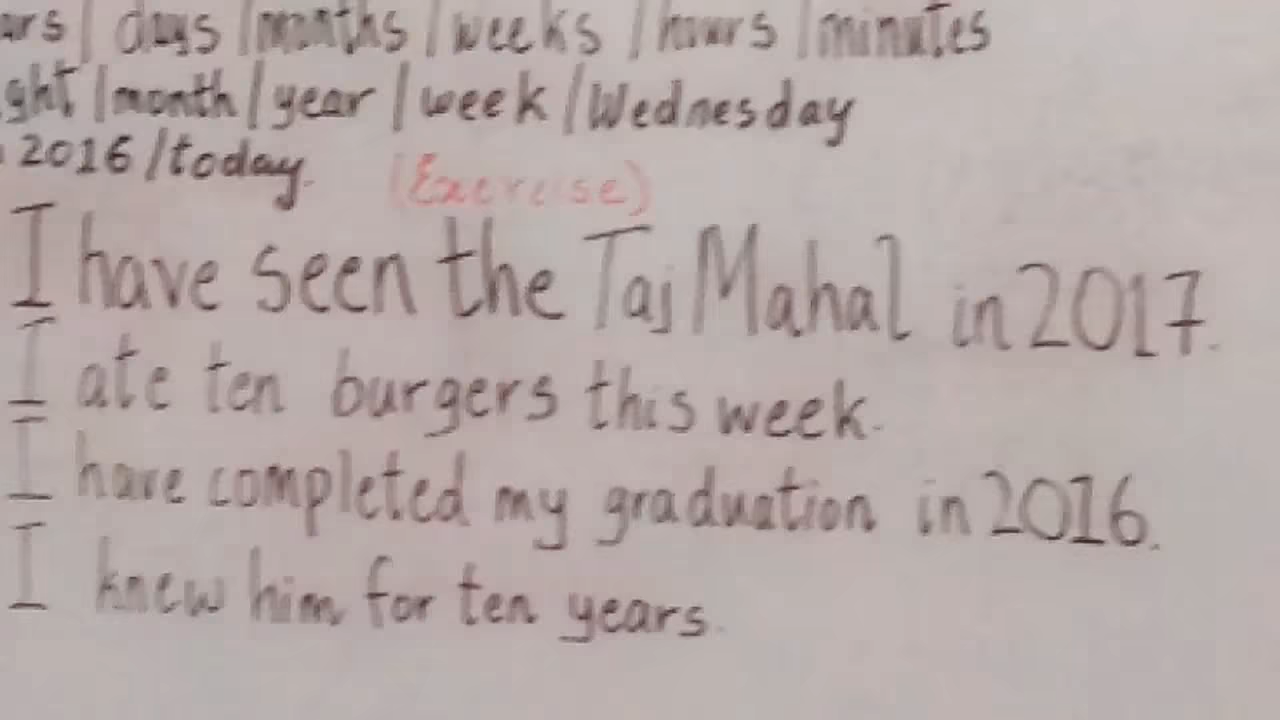 ars / days / months / weeks / hours / minutes
ght / month / year / week / Wednesday
2016 / today.
(Exercise)
I have seen the Taj Mahal in 2017.
I ate ten burgers this week.
I have completed my graduation in 2016.
I knew him for ten years.